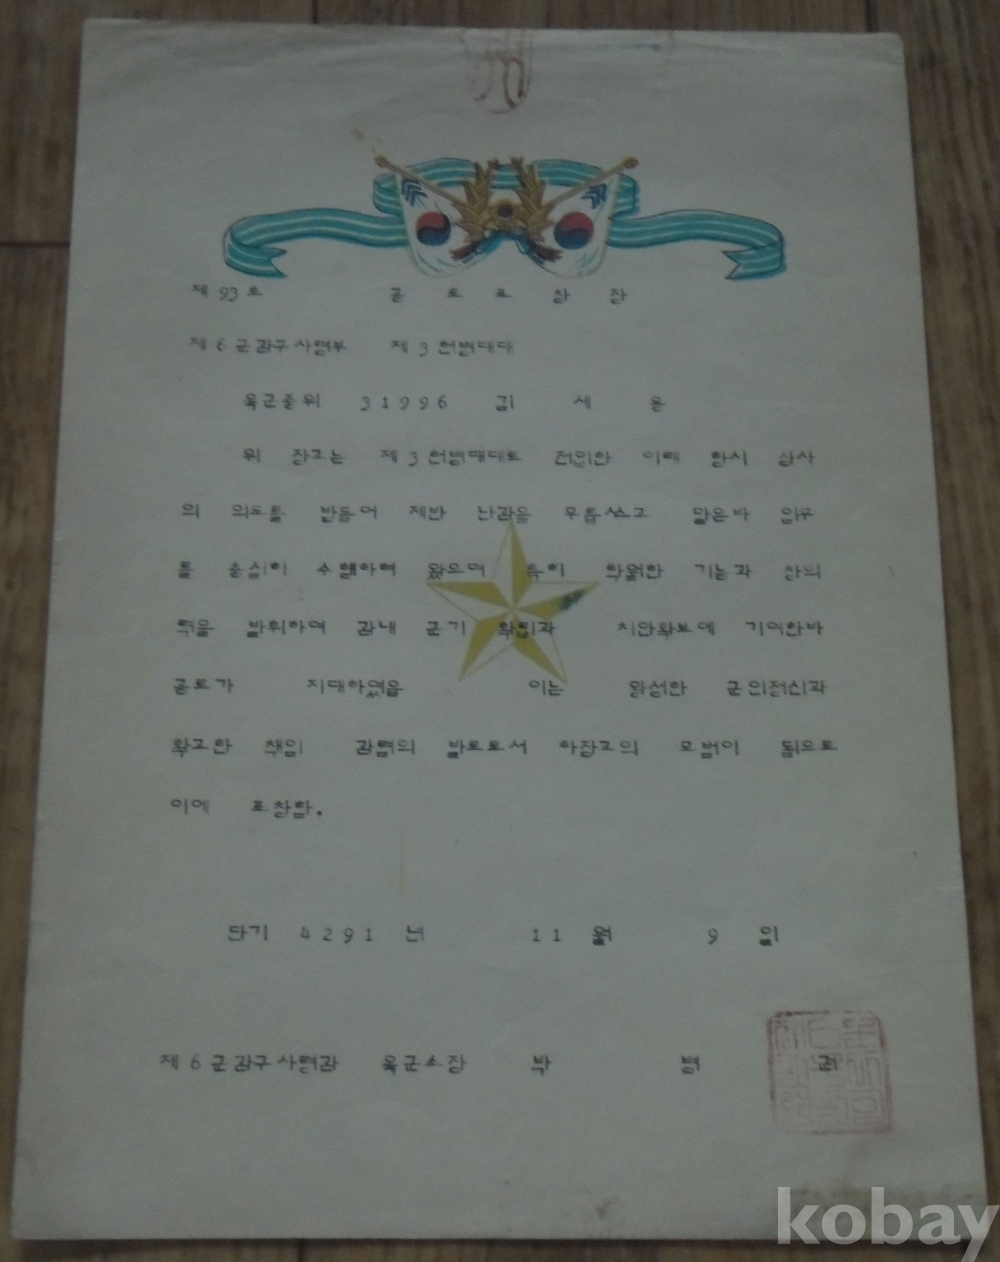 제 93 호 공 로 표 창 장
제 6 군관구사령부 제 3 헌병대대
육군중위 31996 김 세
위 장교는 제 3 헌병대대로 전입한 이래 항시 상사
의 의도를 받들어 제반 난관을 무릅쓰고 맡은바 임무
를 충실히 수행하여 왔으며 특히 탁월한 기능과 창의
력을 발휘하여 관내 군기 확립과 치안확보에 기여한바
공로가 지대하였음 이는 왕성한 군인정신과
확고한 책임 관념의 발로로서 타장교의 모범이 됨으로
이에 표창함.
단기 4291 년 11 월 9 일
제 6 군관구사령관 육군소장 박 병 권
kobay